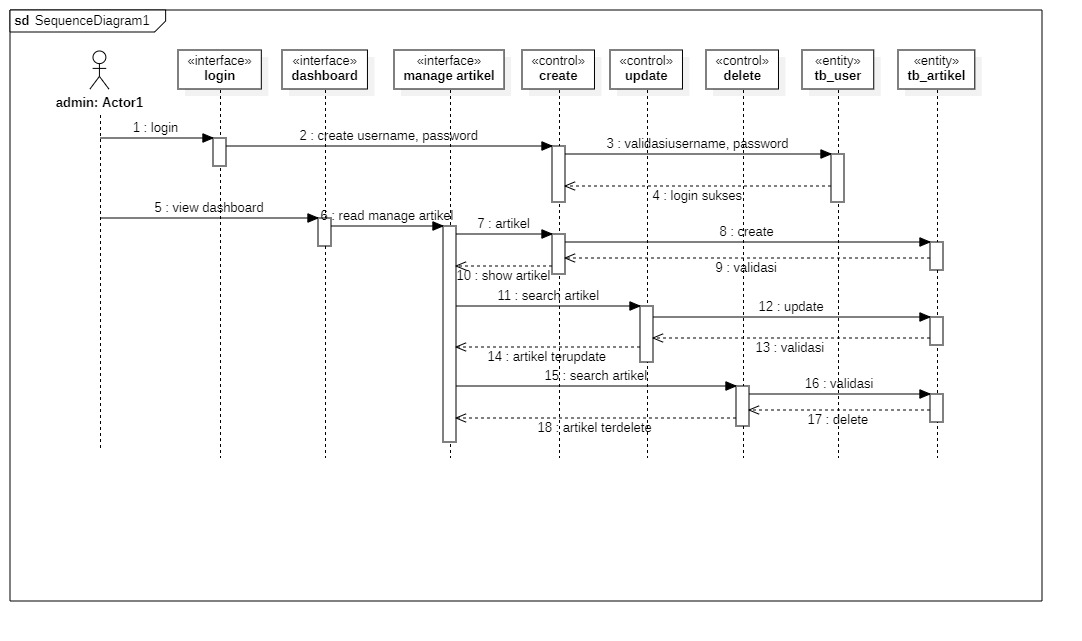 sd SequenceDiagram1
«interface»
login
«interface»
dashboard
«interface»
manage artikel
«control»
create
«control»
update
«control»
delete
«entity»
tb_user
«entity»
tb_artikel
admin: Actor1
1 : login
2 : create username, password
3 : validasiusername, password
4 : login sukses
5 : view dashboard
6 : read manage artikel
7 : artikel
8 : create
9 : validasi
10 : show artikel
11 : search artikel
12 : update
13 : validasi
14 : artikel terupdate
15 : search artikel
16 : validasi
17 : delete
18 : artikel terdelete